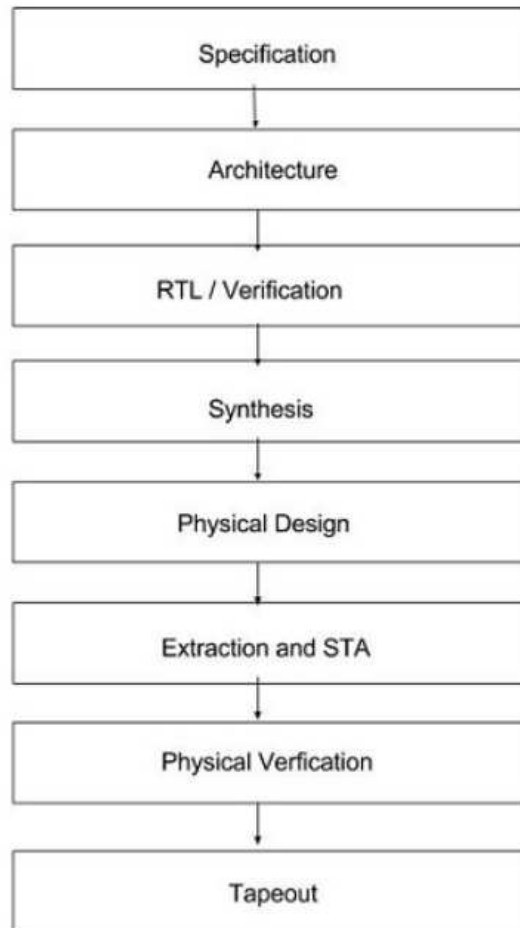 Specification
Architecture
RTL / Verification
Synthesis
Physical Design
Extraction and STA
Physical Verfication
Tapeout